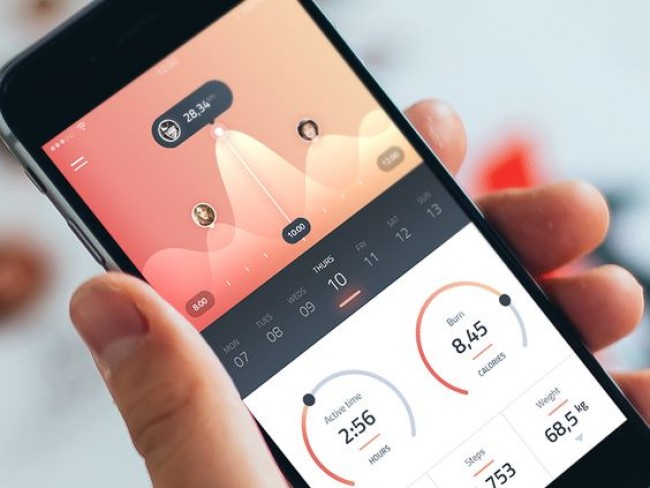 28,34 km
12:00
10:00
8:00
MON TUES WEDS THURS FRI SAT SUN
07 08 09 10 11 12 13
Burn
8,45
CALORIES
Active time
2:56
HOURS
Weight
68,5 kg
Steps
753